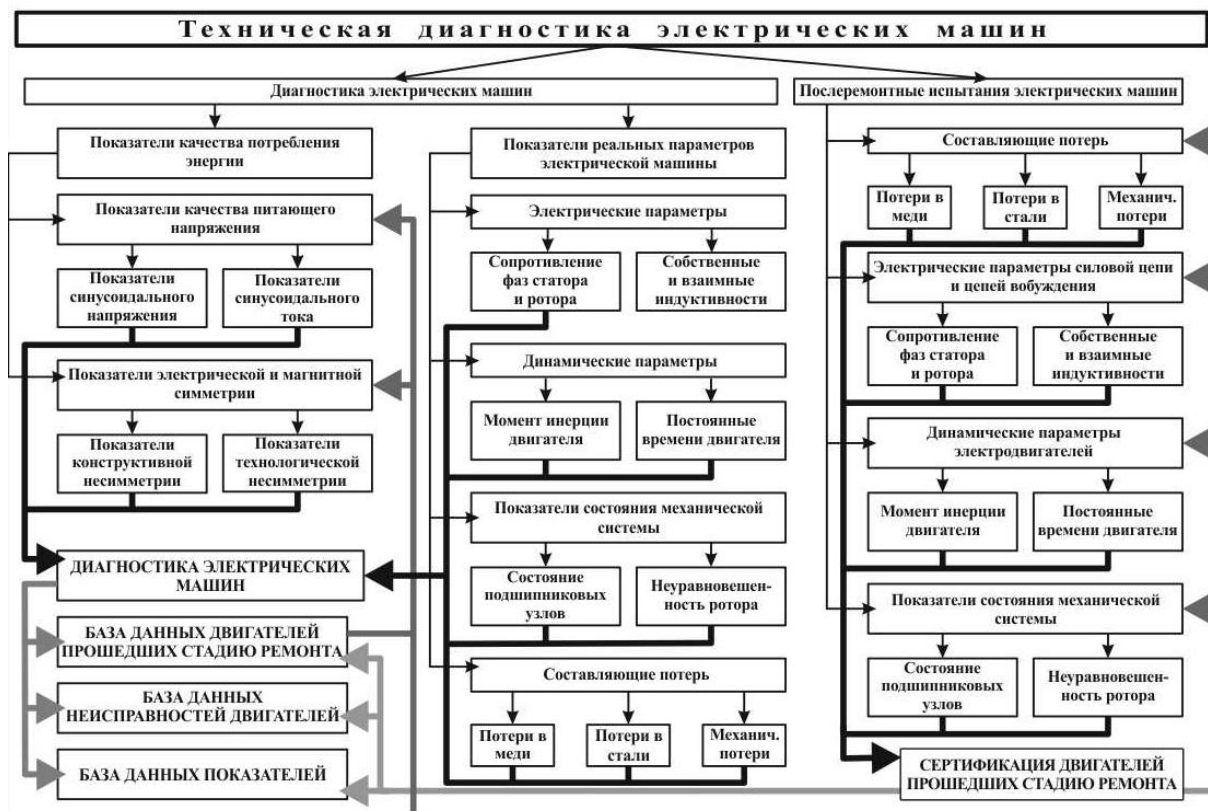 Техническая диагностика электрических машин
Диагностика электрических машин
Послеремонтные испытания электрических машин
Показатели качества потребления
энергии
Показатели качества питающего
напряжения
Показатели
синусоидального
напряжения
Показатели
синусоидального
тока
Показатели электрической и магнитной
симметрии
Показатели
конструктивной
несимметрии
Показатели
технологической
несимметрии
ДИАГНОСТИКА ЭЛЕКТРИЧЕСКИХ
МАШИН
БАЗА ДАННЫХ ДВИГАТЕЛЕЙ
ПРОШЕДШИХ СТАДИЮ РЕМОНТА
БАЗА ДАННЫХ
НЕИСПРАВНОСТЕЙ ДВИГАТЕЛЕЙ
БАЗА ДАННЫХ ПОКАЗАТЕЛЕЙ
Показатели реальных параметров
электрической машины
Электрические параметры
Сопротивление
фаз статора
и ротора
Собственные
и взаимные
индуктивности
Динамические параметры
Момент инерции
двигателя
Постоянные
времени двигателя
Показатели состояния механической
системы
Состояние
подшипниковых
узлов
Неуравновешен-
ность ротора
Составляющие потерь
Потери в
меди
Потери в
стали
Механич.
потери
Составляющие потерь
Потери в
меди
Потери в
стали
Механич.
потери
Электрические параметры силовой цепи
и цепей вобуждения
Сопротивление
фаз статора
и ротора
Собственные
и взаимные
индуктивности
Динамические параметры
электродвигателей
Момент инерции
двигателя
Постоянные
времени двигателя
Показатели состояния механической
системы
Состояние
подшипниковых
узлов
Неуравновешен-
ность ротора
СЕРТИФИКАЦИЯ ДВИГАТЕЛЕЙ
ПРОШЕДШИХ СТАДИЮ РЕМОНТА